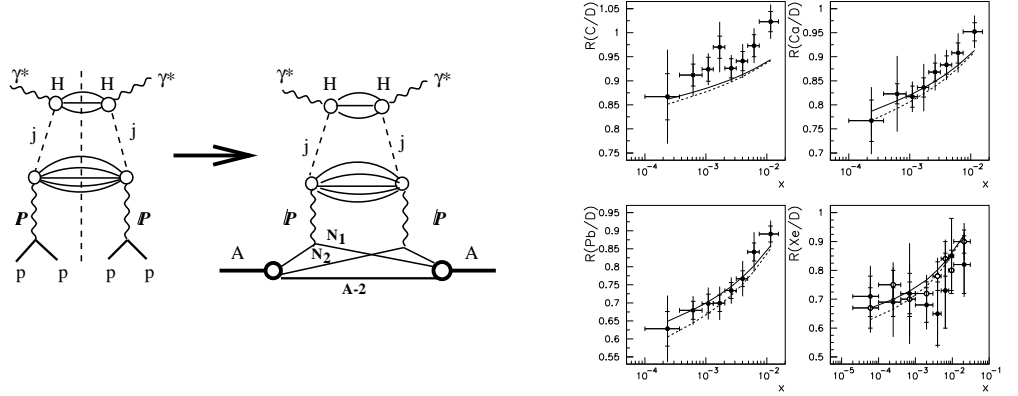 γ* H H γ*
j j
P P
p p p p
γ* H H γ*
j j
P P
N₁
N₂
A A
A-2
R(C/D)
1.05
1
0.95
0.9
0.85
0.8
0.75
10⁻⁴ 10⁻³ 10⁻²
x
R(Ca/D)
1
0.95
0.9
0.85
0.8
0.75
0.7
10⁻⁴ 10⁻³ 10⁻²
x
R(Pb/D)
0.95
0.9
0.85
0.8
0.75
0.7
0.65
0.6
0.55
10⁻⁴ 10⁻³ 10⁻²
x
R(Xe/D)
1
0.9
0.8
0.7
0.6
0.5
10⁻⁵ 10⁻⁴ 10⁻³ 10⁻² 10⁻¹
x